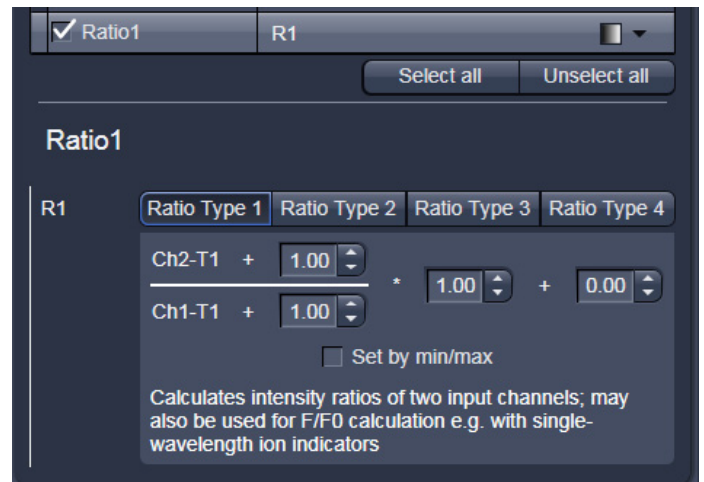 Ratio1 R1
Select all Unselect all
Ratio1
R1 Ratio Type 1 Ratio Type 2 Ratio Type 3 Ratio Type 4
Ch2-T1 + 1.00
* 1.00 + 0.00
Ch1-T1 + 1.00
Set by min/max
Calculates intensity ratios of two input channels; may
also be used for F/F0 calculation e.g. with single-
wavelength ion indicators